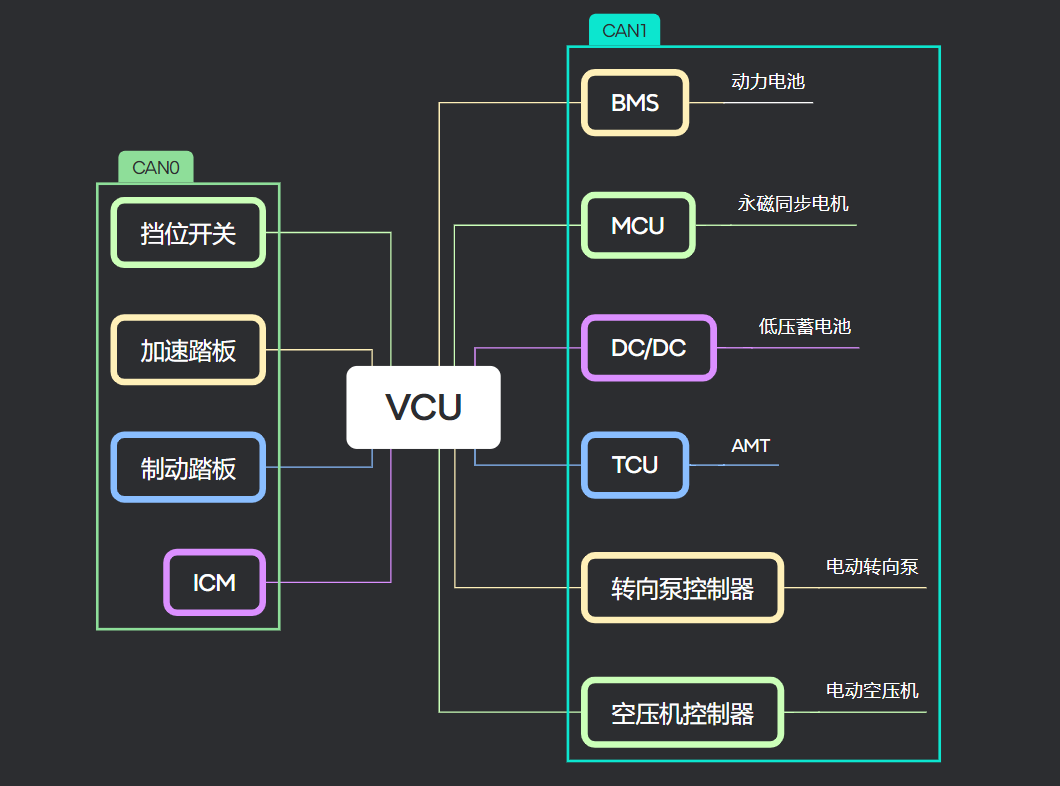 CAN0
挡位开关
加速踏板
制动踏板
ICM
VCU
CAN1
BMS
动力电池
MCU
永磁同步电机
DC/DC
低压蓄电池
TCU
AMT
转向泵控制器
电动转向泵
空压机控制器
电动空压机